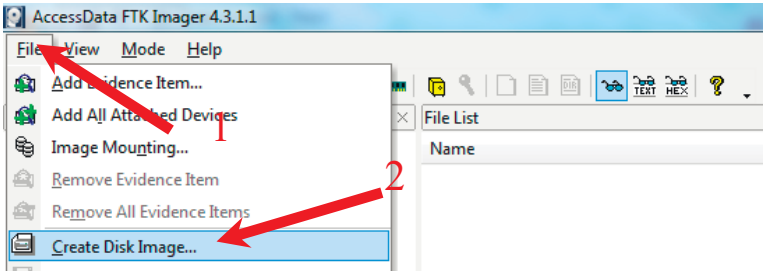 AccessData FTK Imager 4.3.1.1
File View Mode Help
Add Evidence Item...
TEXT HEX
Add All Attached Devices
1
File List
Image Mounting...
Name
Remove Evidence Item
2
Remove All Evidence Items
Create Disk Image...